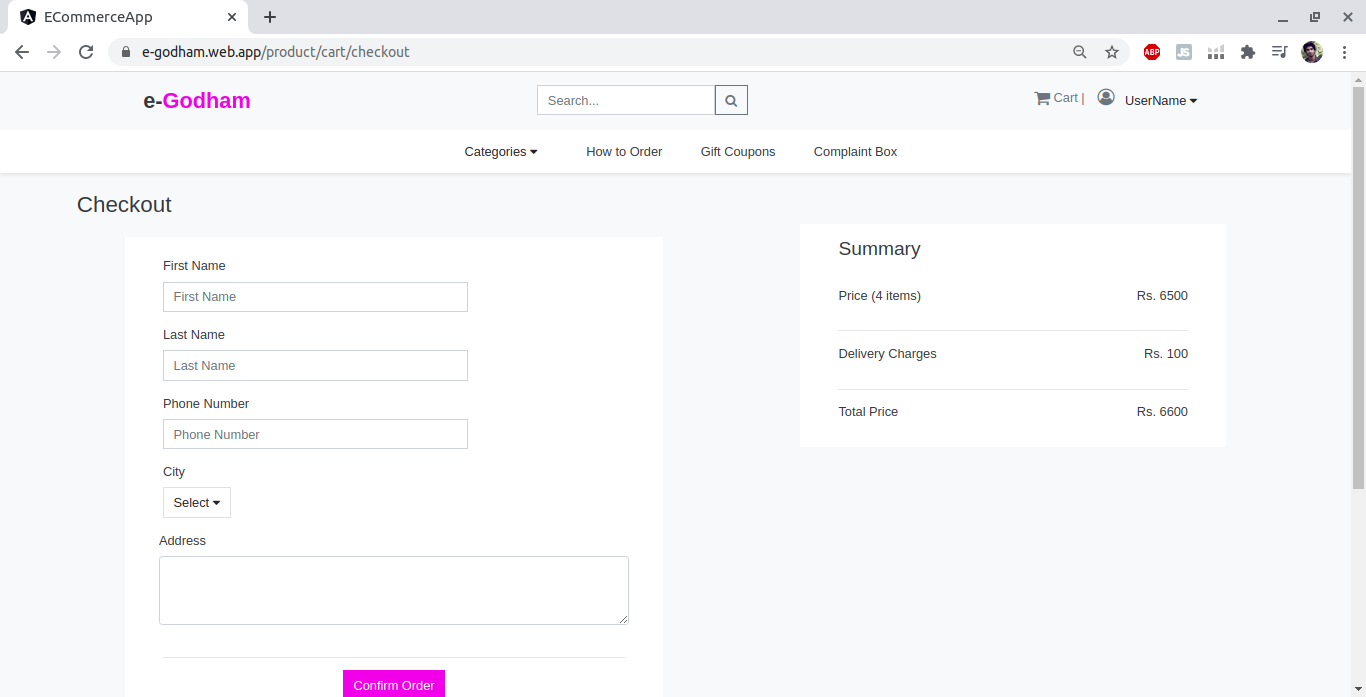 ECommerceApp
e-godham.web.app/product/cart/checkout
ABP
JS
e-Godham
Search...
Cart |
UserName
Categories
How to Order
Gift Coupons
Complaint Box
Checkout
First Name
First Name
Last Name
Last Name
Phone Number
Phone Number
City
Select
Address
Confirm Order
Summary
Price (4 items) Rs. 6500
Delivery Charges Rs. 100
Total Price Rs. 6600